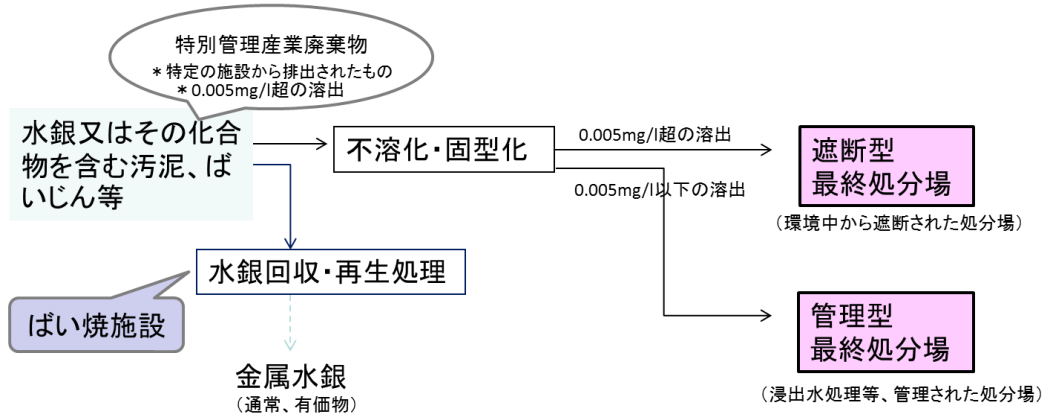 特別管理産業廃棄物
＊特定の施設から排出されたもの
＊0.005mg/l超の溶出
水銀又はその化合
物を含む汚泥、ば
いじん等
不溶化・固型化
0.005mg/l超の溶出
遮断型
最終処分場
（環境中から遮断された処分場）
0.005mg/l以下の溶出
水銀回収・再生処理
ばい焼施設
管理型
最終処分場
（浸出水処理等、管理された処分場）
金属水銀
（通常、有価物）